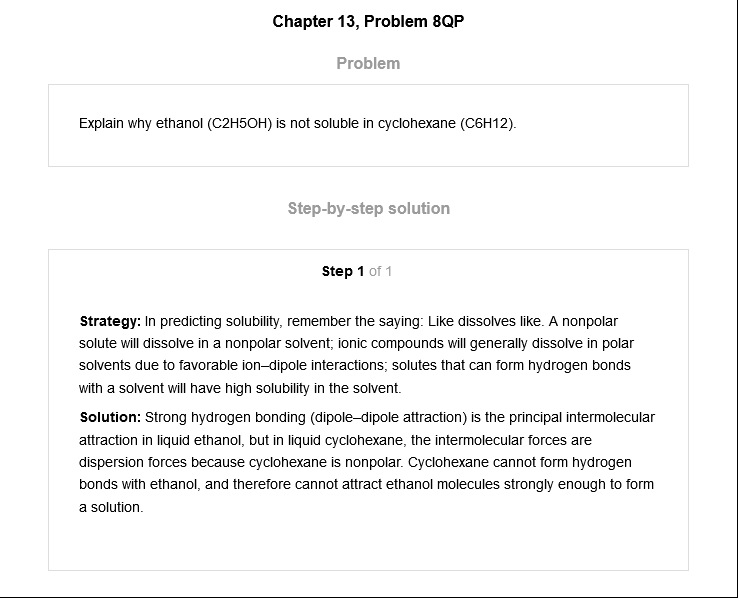 Chapter 13, Problem 8QP
Problem
Explain why ethanol (C2H5OH) is not soluble in cyclohexane (C6H12).
Step-by-step solution
Step 1 of 1
Strategy: In predicting solubility, remember the saying: Like dissolves like. A nonpolar
solute will dissolve in a nonpolar solvent; ionic compounds will generally dissolve in polar
solvents due to favorable ion–dipole interactions; solutes that can form hydrogen bonds
with a solvent will have high solubility in the solvent.
Solution: Strong hydrogen bonding (dipole–dipole attraction) is the principal intermolecular
attraction in liquid ethanol, but in liquid cyclohexane, the intermolecular forces are
dispersion forces because cyclohexane is nonpolar. Cyclohexane cannot form hydrogen
bonds with ethanol, and therefore cannot attract ethanol molecules strongly enough to form
a solution.